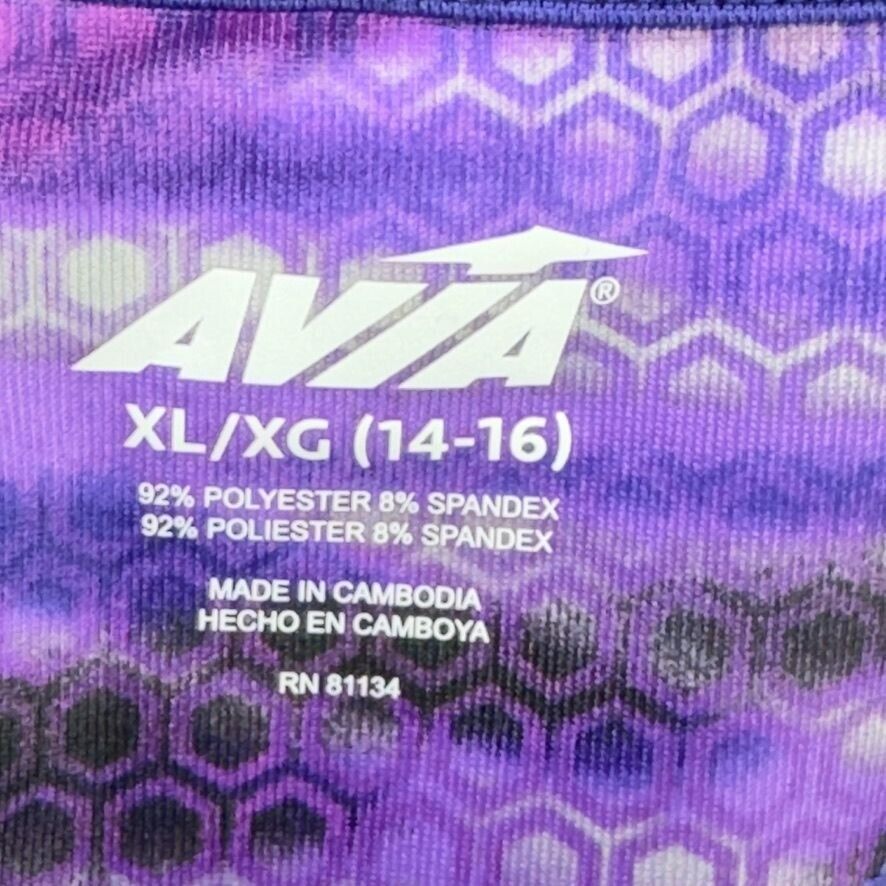 AVIA®
XL/XG (14-16)
92% POLYESTER 8% SPANDEX
92% POLIESTER 8% SPANDEX
MADE IN CAMBODIA
HECHO EN CAMBOYA
RN 81134